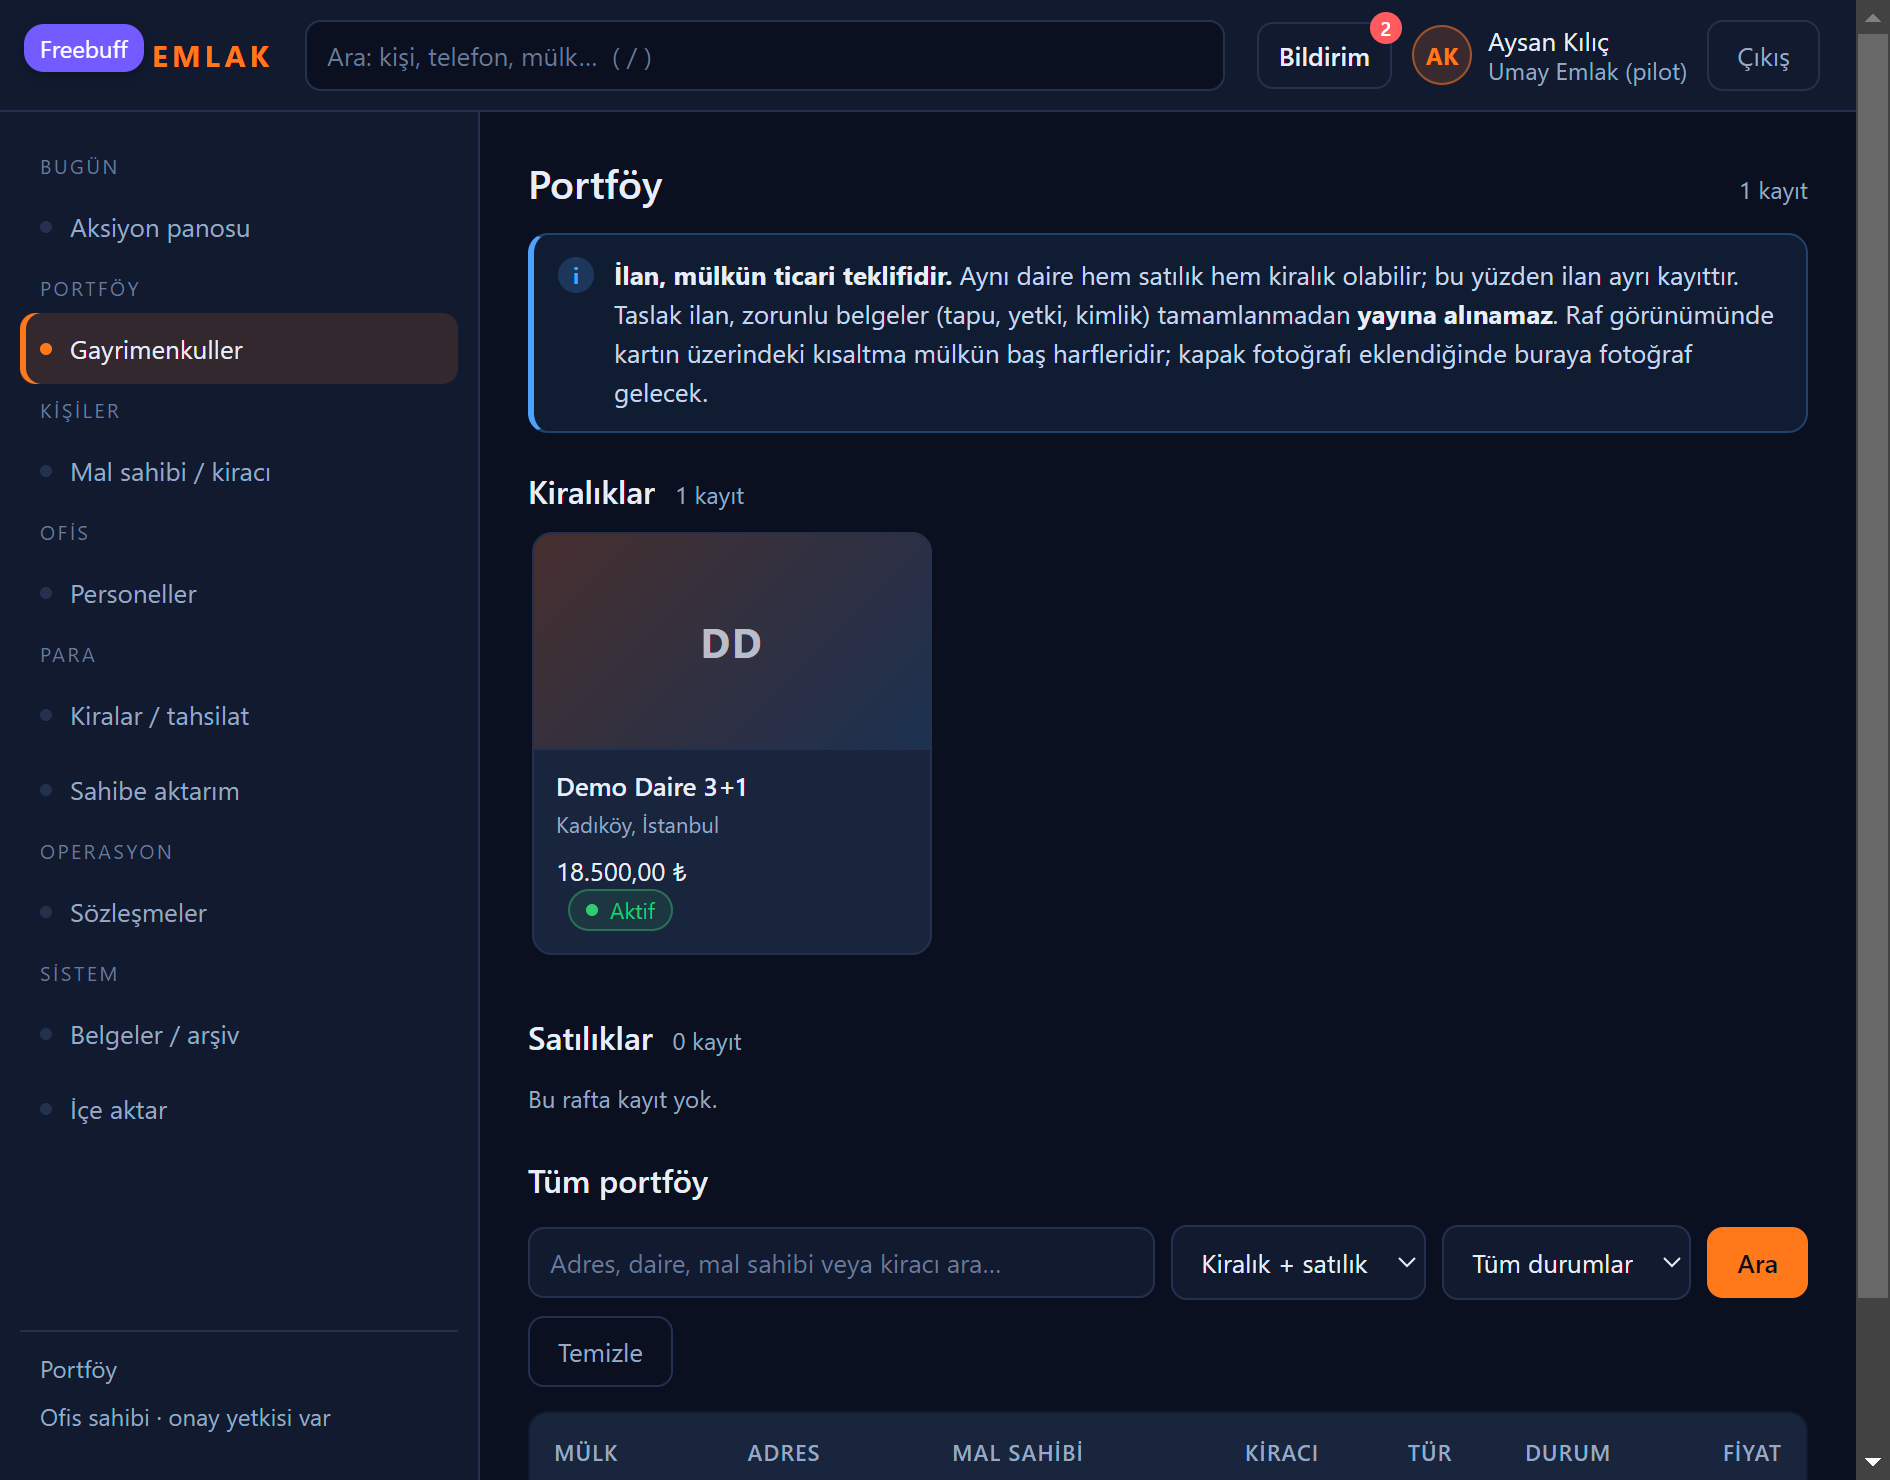 Freebuff
EMLAK
Ara: kişi, telefon, mülk... ( / )
Bildirim
2
AK
Aysan Kılıç
Umay Emlak (pilot)
Çıkış
BUGÜN
Aksiyon panosu
PORTFÖY
Gayrimenkuller
KİŞİLER
Mal sahibi / kiracı
OFİS
Personeller
PARA
Kiralar / tahsilat
Sahibe aktarım
OPERASYON
Sözleşmeler
SİSTEM
Belgeler / arşiv
İçe aktar
Portföy
Ofis sahibi · onay yetkisi var
Portföy
1 kayıt
i
İlan, mülkün ticari teklifidir. Aynı daire hem satılık hem kiralık olabilir; bu yüzden ilan ayrı kayıttır.
Taslak ilan, zorunlu belgeler (tapu, yetki, kimlik) tamamlanmadan yayına alınamaz. Raf görünümünde
kartın üzerindeki kısaltma mülkün baş harfleridir; kapak fotoğrafı eklendiğinde buraya fotoğraf
gelecek.
Kiralıklar 1 kayıt
DD
Demo Daire 3+1
Kadıköy, İstanbul
18.500,00 ₺
Aktif
Satılıklar 0 kayıt
Bu rafta kayıt yok.
Tüm portföy
Adres, daire, mal sahibi veya kiracı ara...
Kiralık + satılık
Tüm durumlar
Ara
Temizle
MÜLK ADRES MAL SAHİBİ KİRACI TÜR DURUM FİYAT